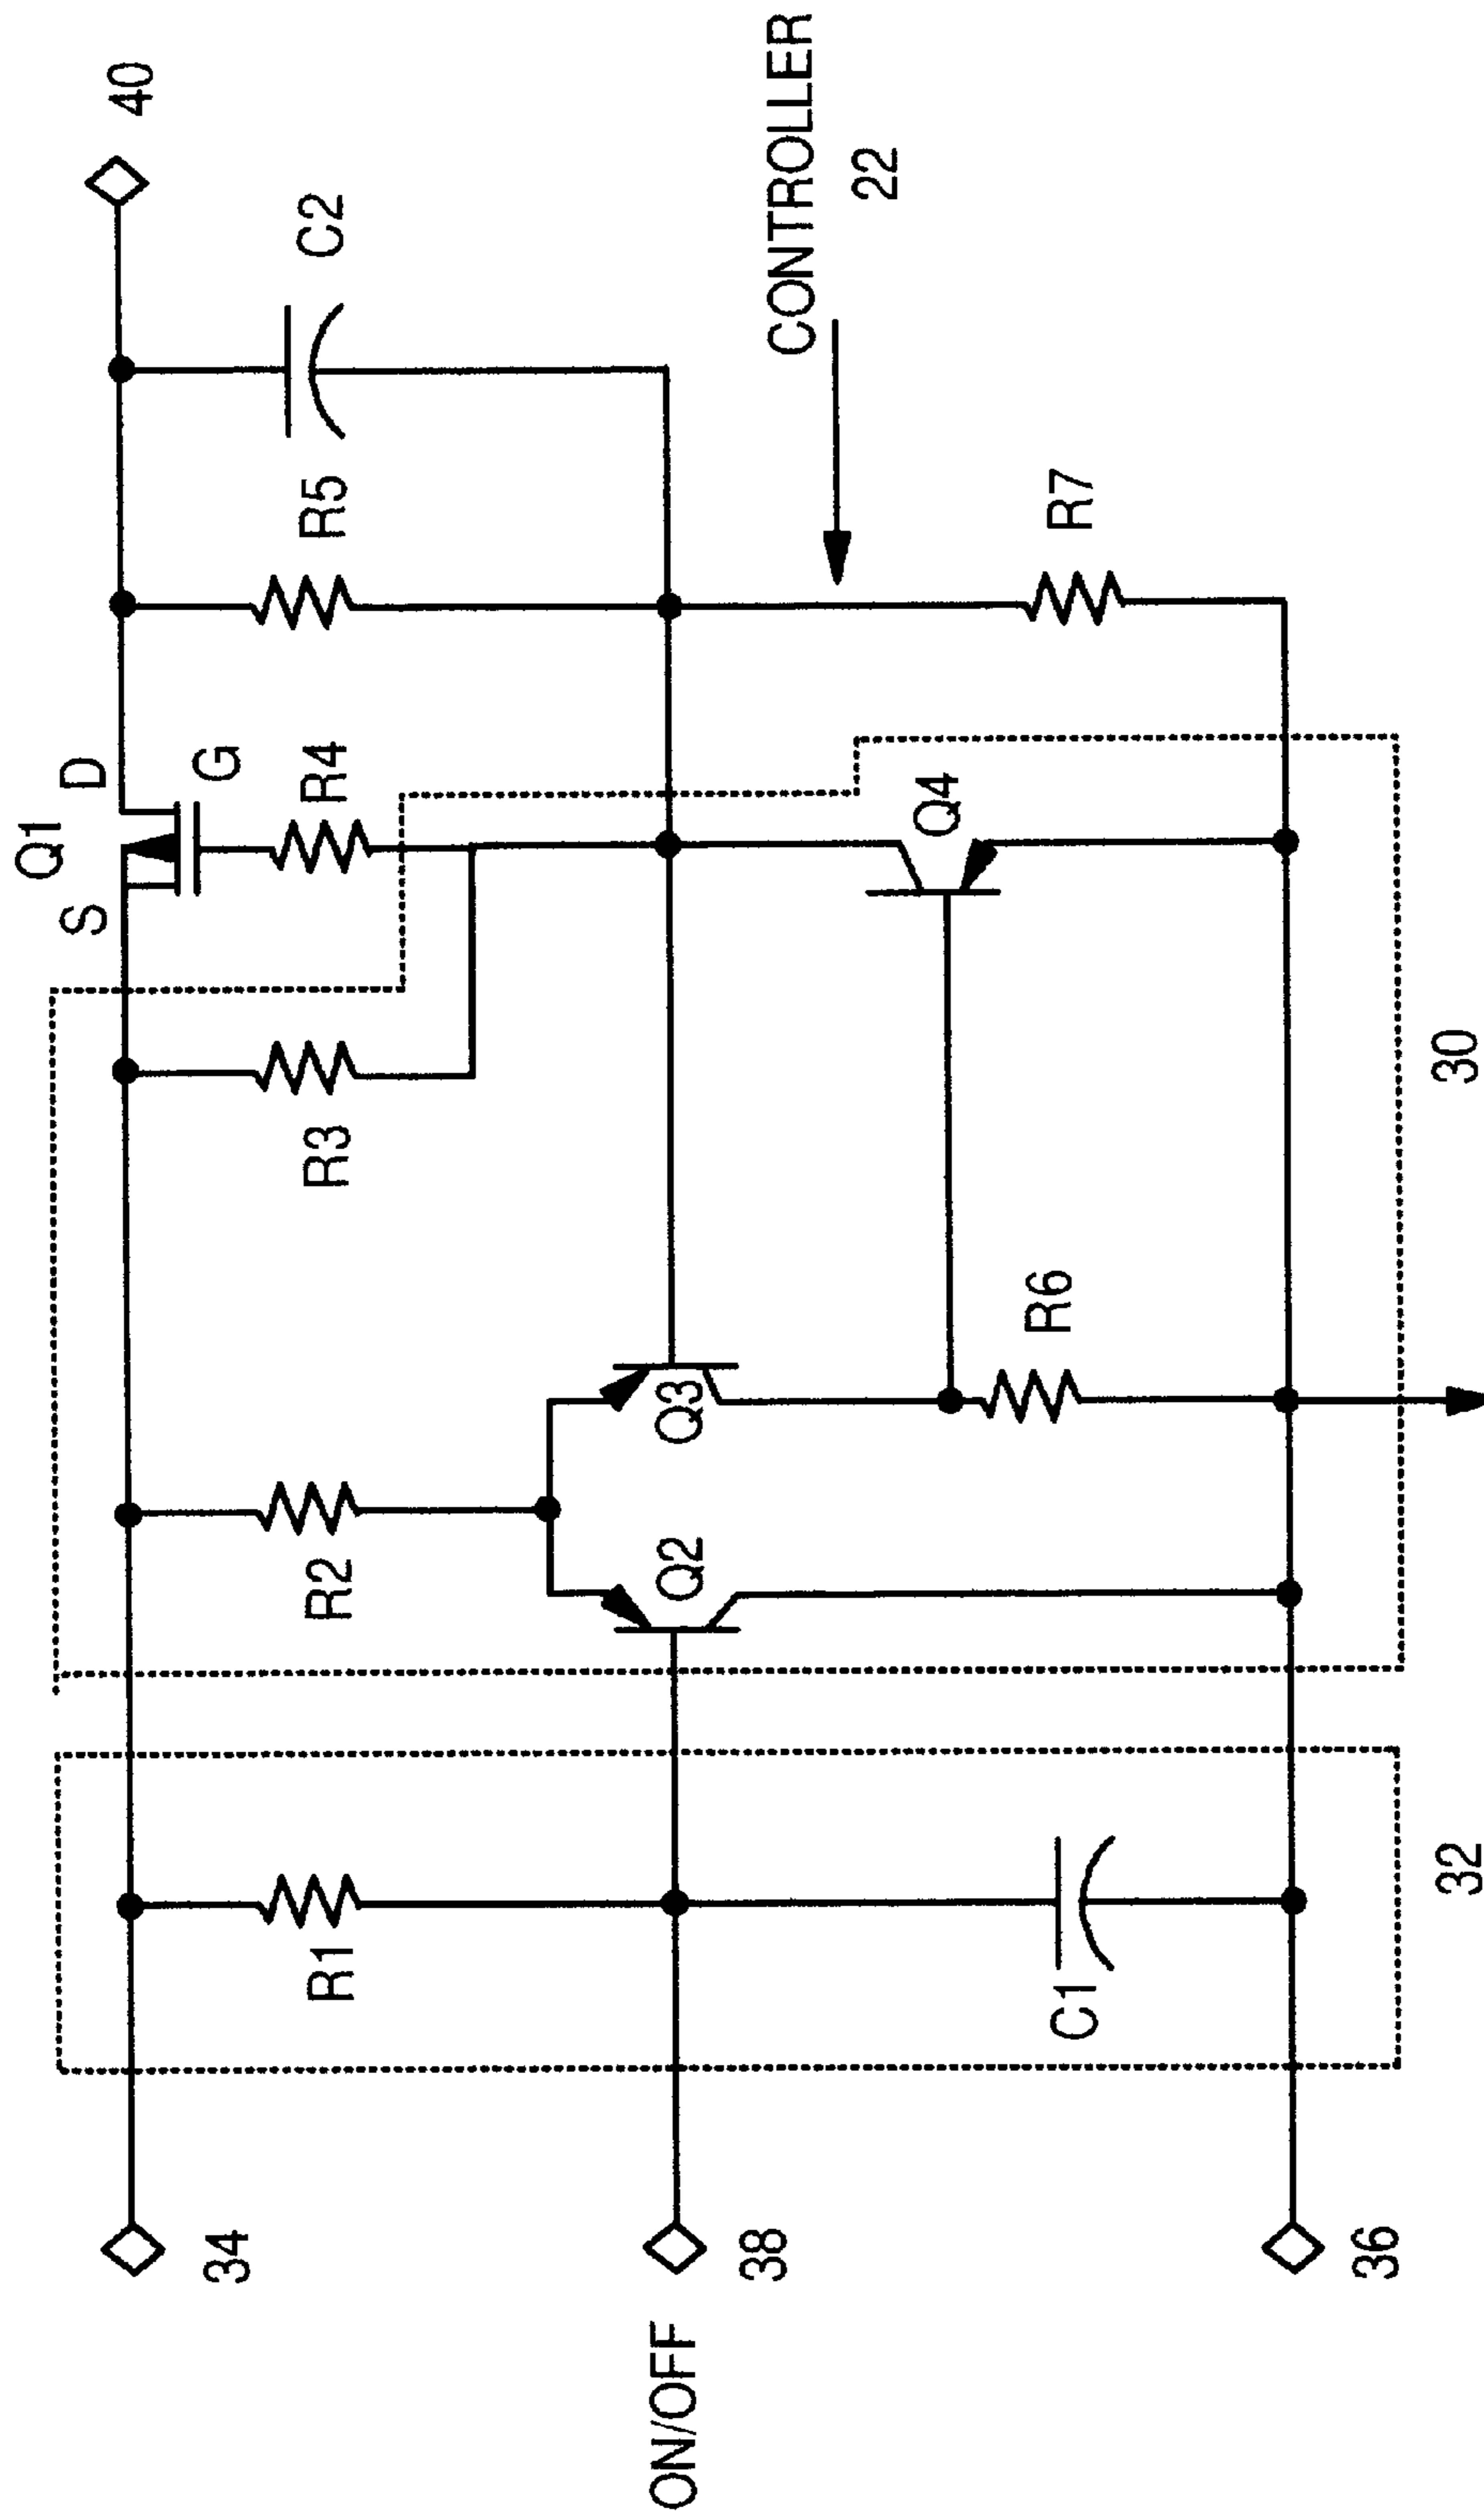 Q1
S
D
G
40
34
R1
R2
R3
R4
R5
C2
ON/OFF
38
Q2
Q3
CONTROLLER
22
Q4
C1
R6
R7
36
32
30